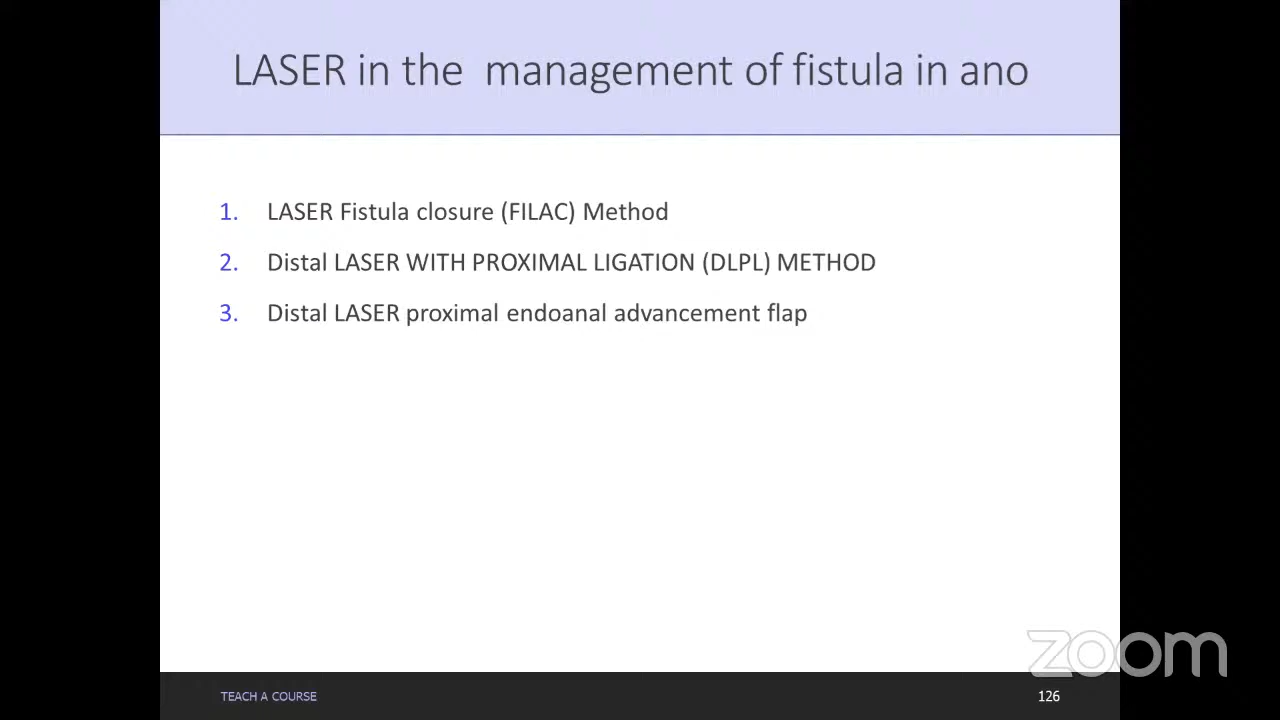 LASER in the  management of fistula in ano
1. LASER Fistula closure (FILAC) Method
2. Distal LASER WITH PROXIMAL LIGATION (DLPL) METHOD
3. Distal LASER proximal endoanal advancement flap
zoom
TEACH A COURSE
126